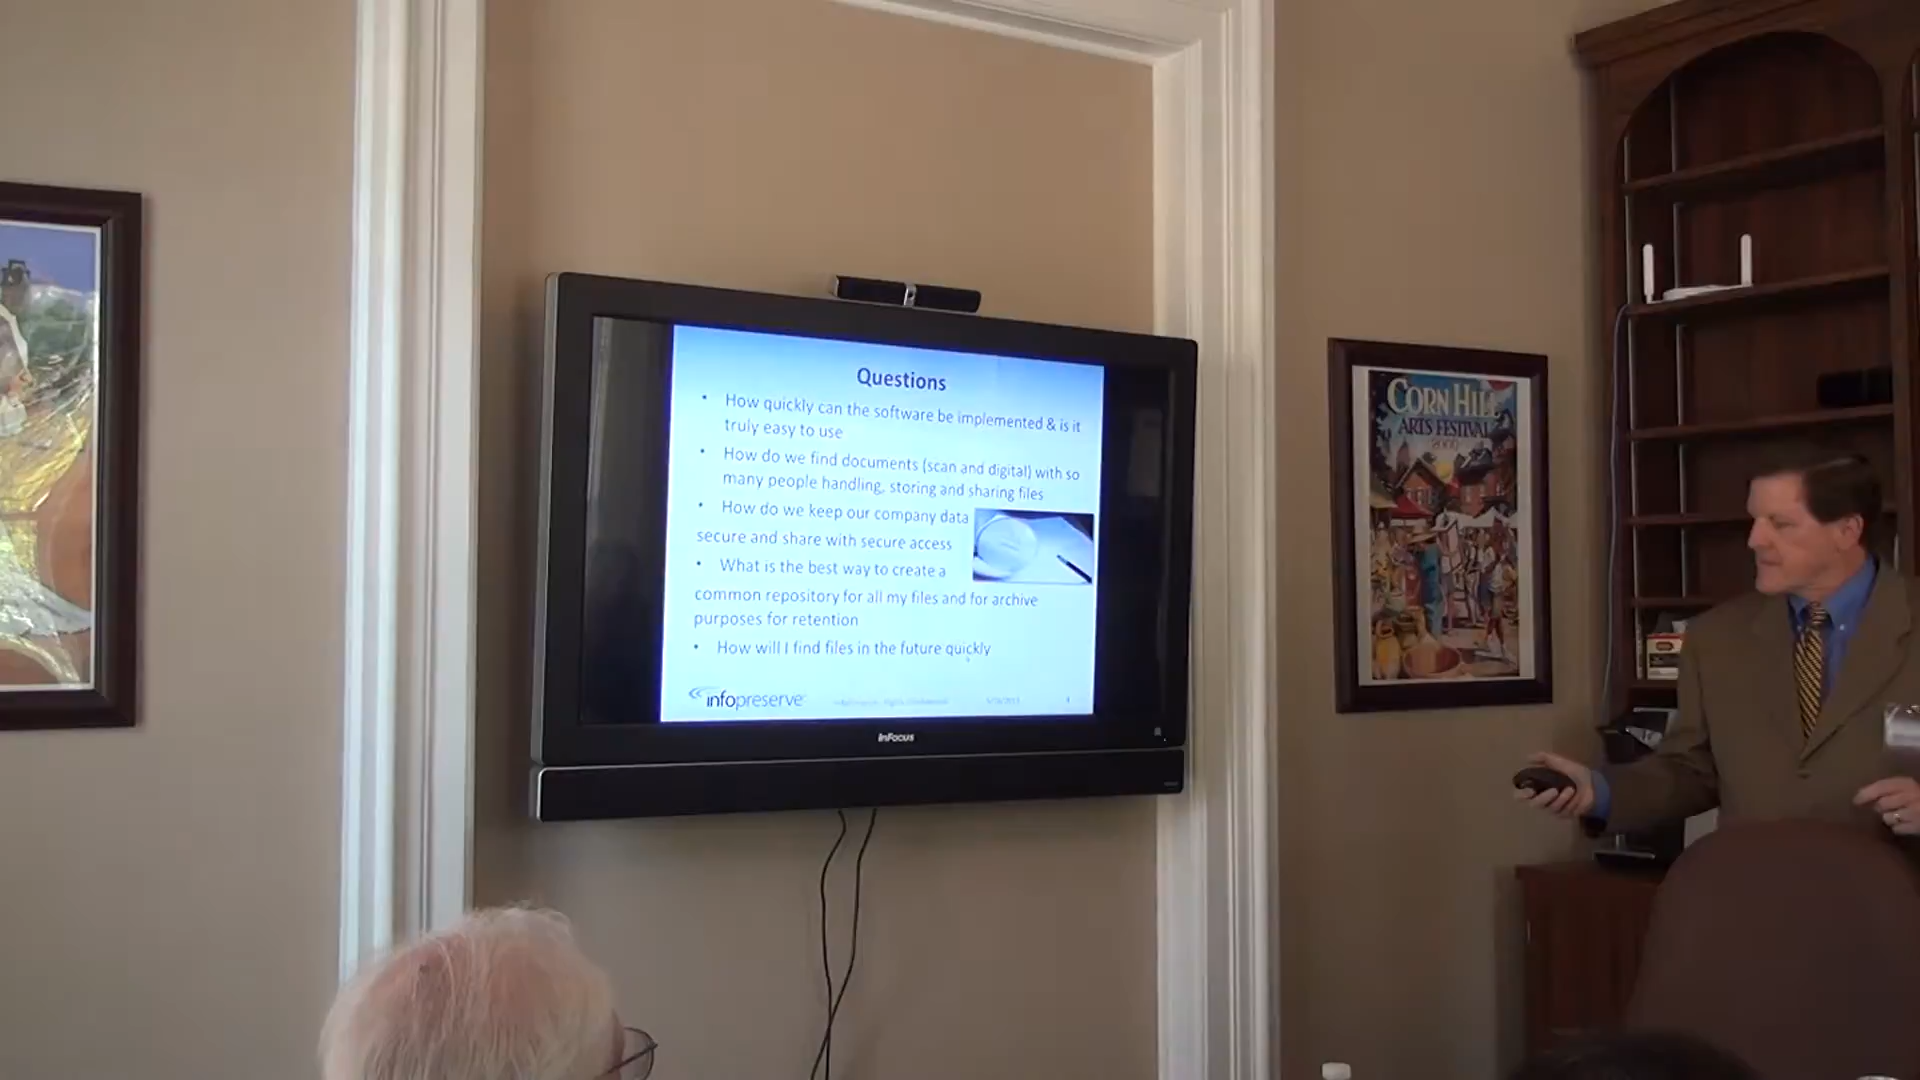 Questions
• How quickly can the software be implemented & is it
truly easy to use
• How do we find documents (scan and digital) with so
many people handling, storing and sharing files
• How do we keep our company data
secure and share with secure access
• What is the best way to create a
common repository for all my files and for archive
purposes for retention
• How will I find files in the future quickly
infopreserve
InFocus
CORN HILL
ARTS FESTIVAL
2000